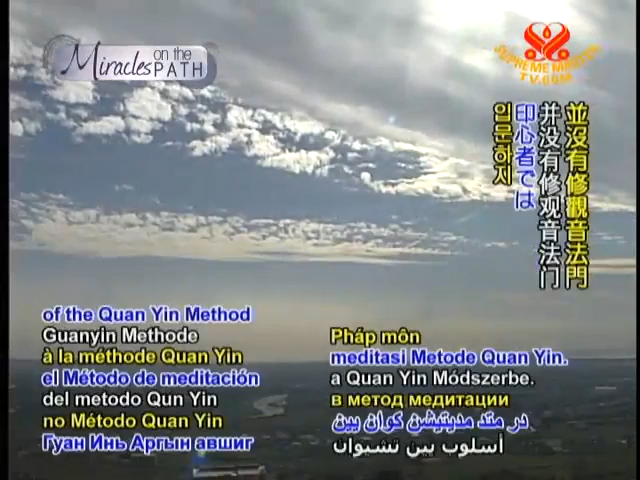 Miracles on the PATH
SUPREME MASTER
TV.COM
並沒有修觀音法門
并没有修观音法门
印心者では
입문하지
of the Quan Yin Method
Guanyin Methode
à la méthode Quan Yin
el Método de meditación
del metodo Qun Yin
no Método Quan Yin
Гуан Инь Аргын авшиг
Pháp môn
meditasi Metode Quan Yin.
a Quan Yin Módszerbe.
в метод медитации
در متد مدیتیشن کوان یین
أسلوب يين تشيوان